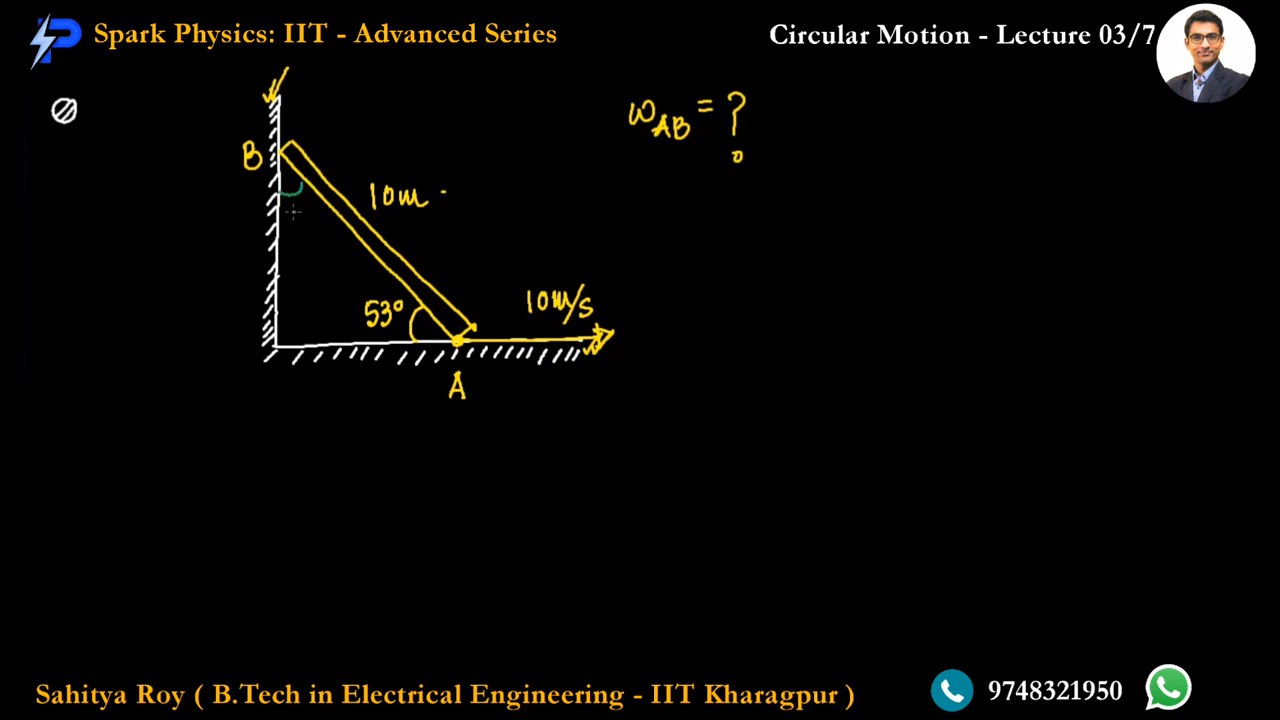 Spark Physics: IIT - Advanced Series
Circular Motion - Lecture 03/7
ω_AB = ?
B
10m
53°
10m/s
A
Sahitya Roy ( B.Tech in Electrical Engineering - IIT Kharagpur )
9748321950